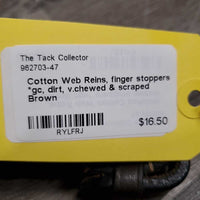 The Tack Collector
962703-47
Cotton Web Reins, finger stoppers
*gc, dirt, v.chewed & scraped
Brown
RYLFRJ
$16.50